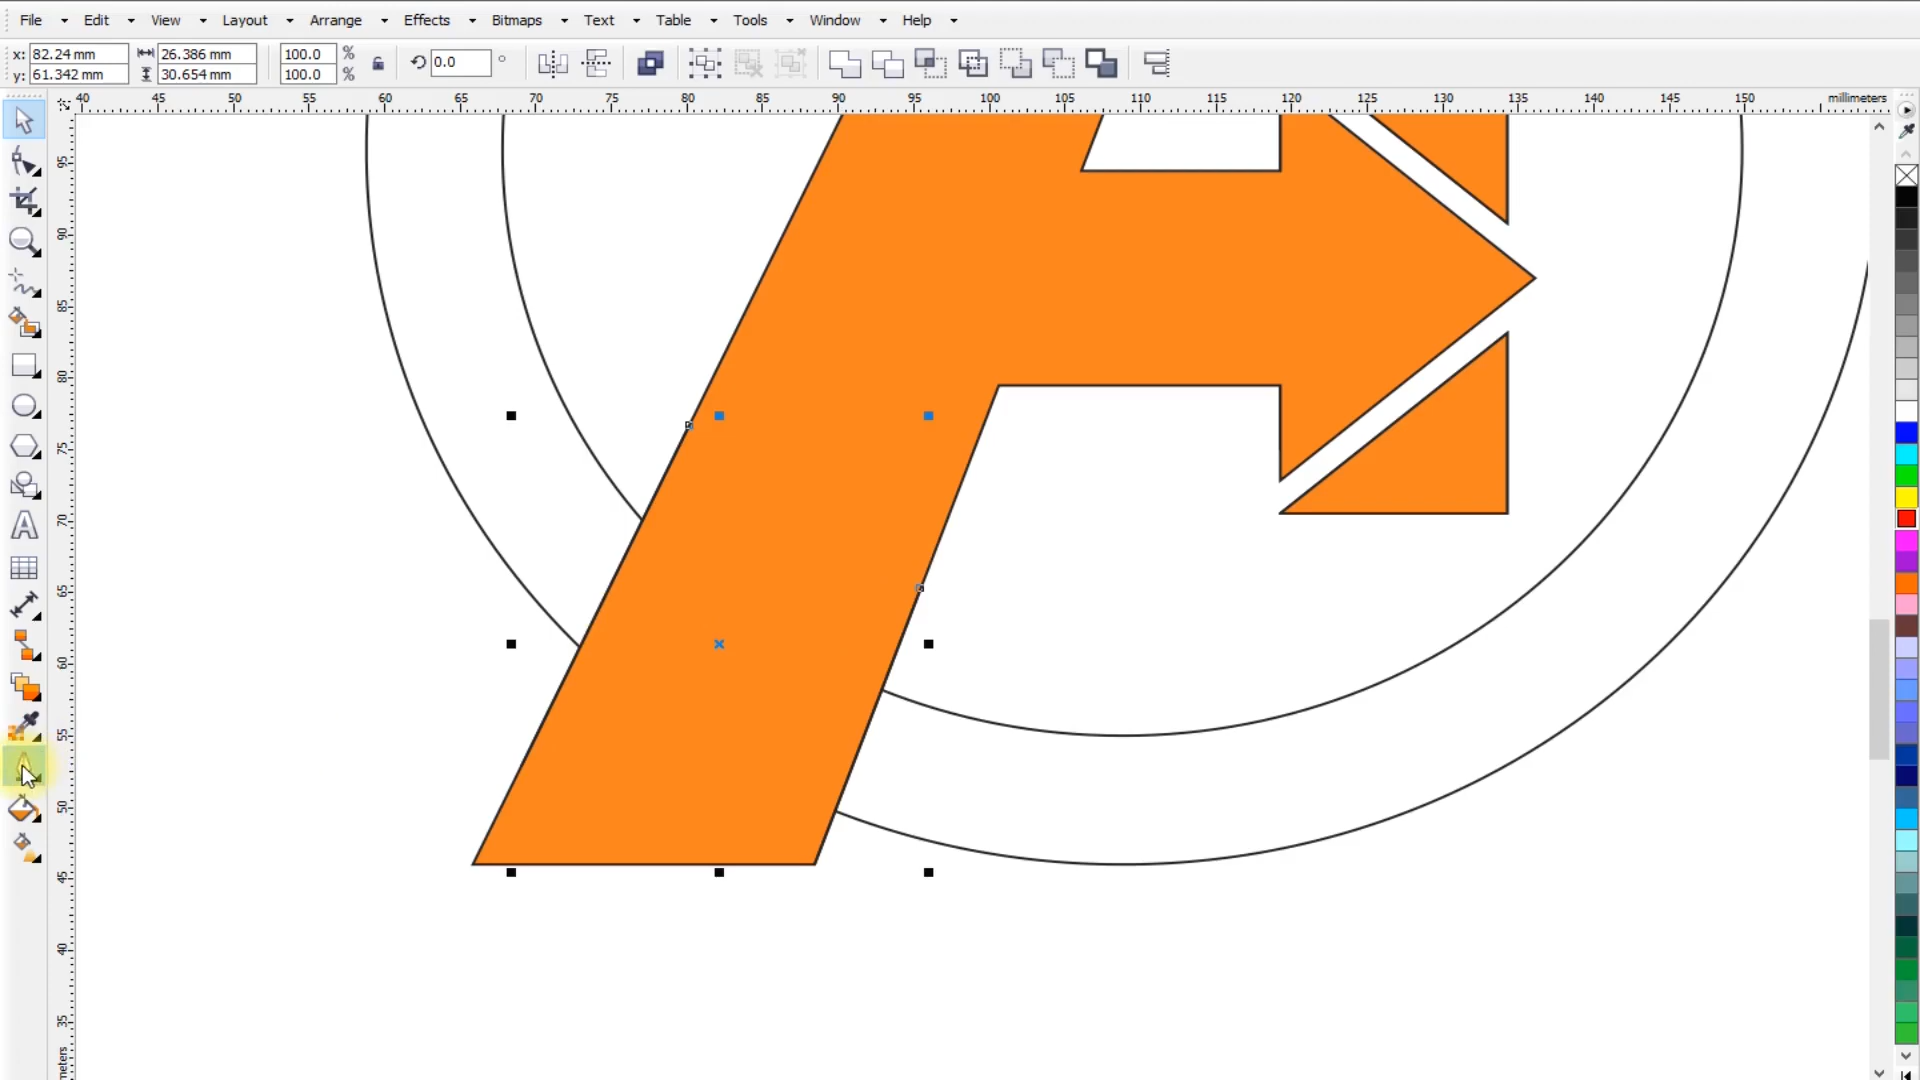 File Edit View Layout Arrange Effects Bitmaps Text Table Tools Window Help
x: 82.24 mm 26.386 mm 100.0 % 0.0 °
y: 61.342 mm 30.654 mm 100.0 %
40 45 50 55 60 65 70 75 80 85 90 95 100 105 110 115 120 125 130 135 140 145 150 millimeters
95
90
85
80
75
70
65
60
55
50
45
40
35
meters